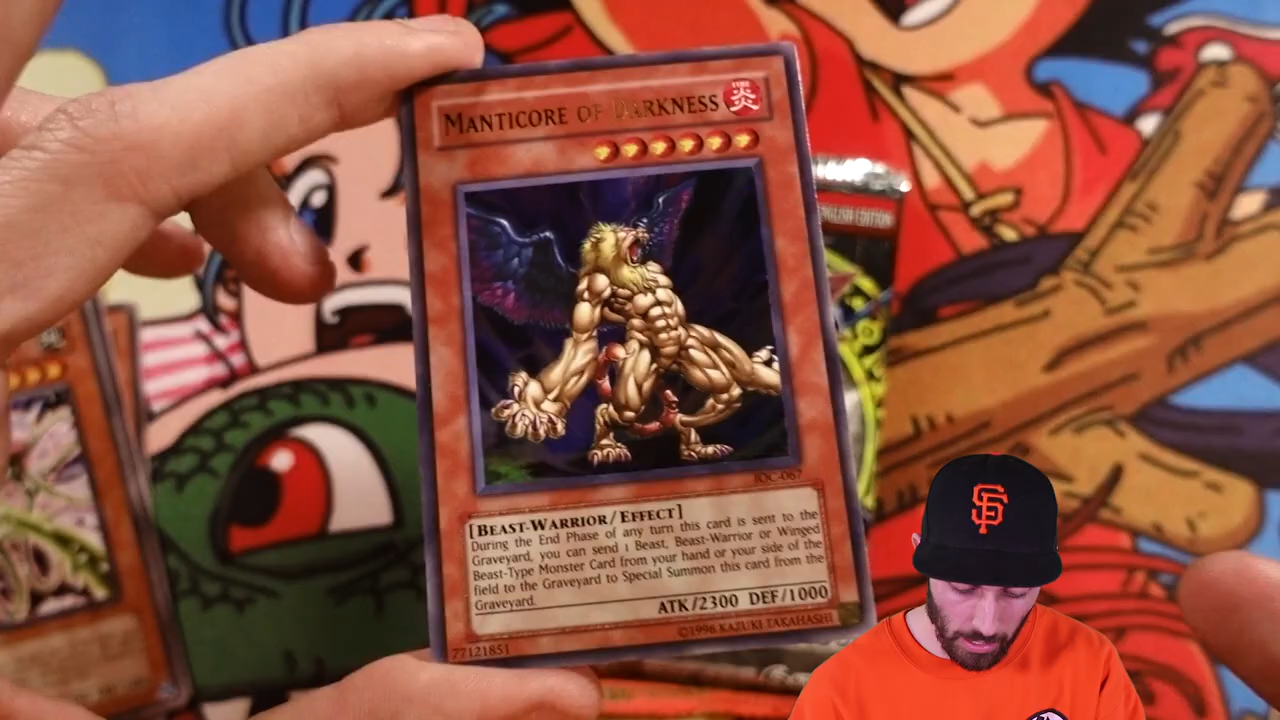 MANTICORE OF DARKNESS
FIRE
炎
IOC-067
[BEAST-WARRIOR/EFFECT]
During the End Phase of any turn this card is sent to the
Graveyard, you can send 1 Beast, Beast-Warrior or Winged
Beast-Type Monster Card from your hand or your side of the
field to the Graveyard to Special Summon this card from the
Graveyard.
ATK/2300 DEF/1000
77121851
©1996 KAZUKI TAKAHASHI
ENGLISH EDITION
SF